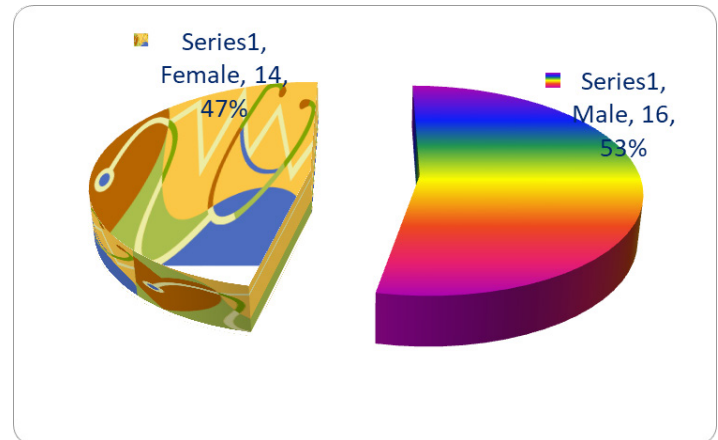 Series1,
Female, 14,
47%
Series1,
Male, 16,
53%